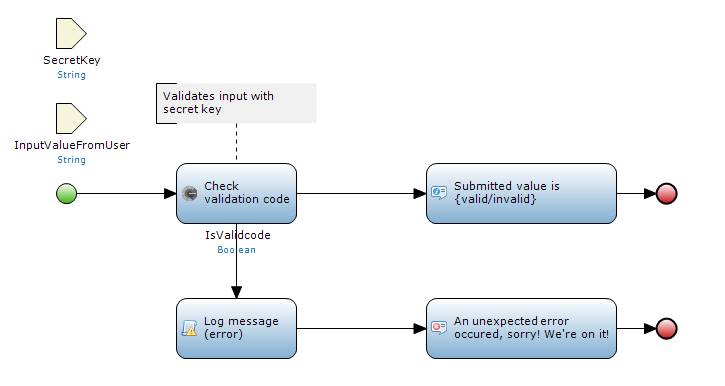 SecretKey
String
Validates input with
secret key
InputValueFromUser
String
Check
validation code
Submitted value is
{valid/invalid}
IsValidcode
Boolean
Log message
(error)
An unexpected error
occured, sorry! We're on it!